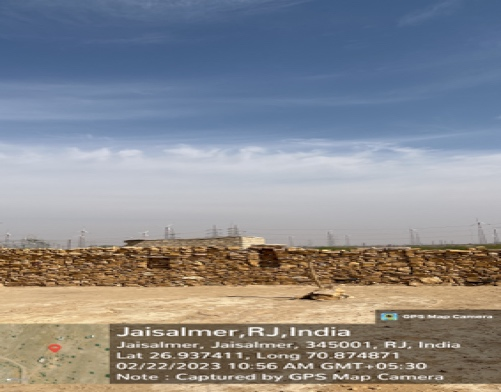 GPS Map Camera
Jaisalmer,RJ,India
Jaisalmer, Jaisalmer, 345001, RJ, India
Lat 26.937411, Long 70.874871
02/22/2023 10:56 AM GMT+05:30
Note : Captured by GPS Map Camera